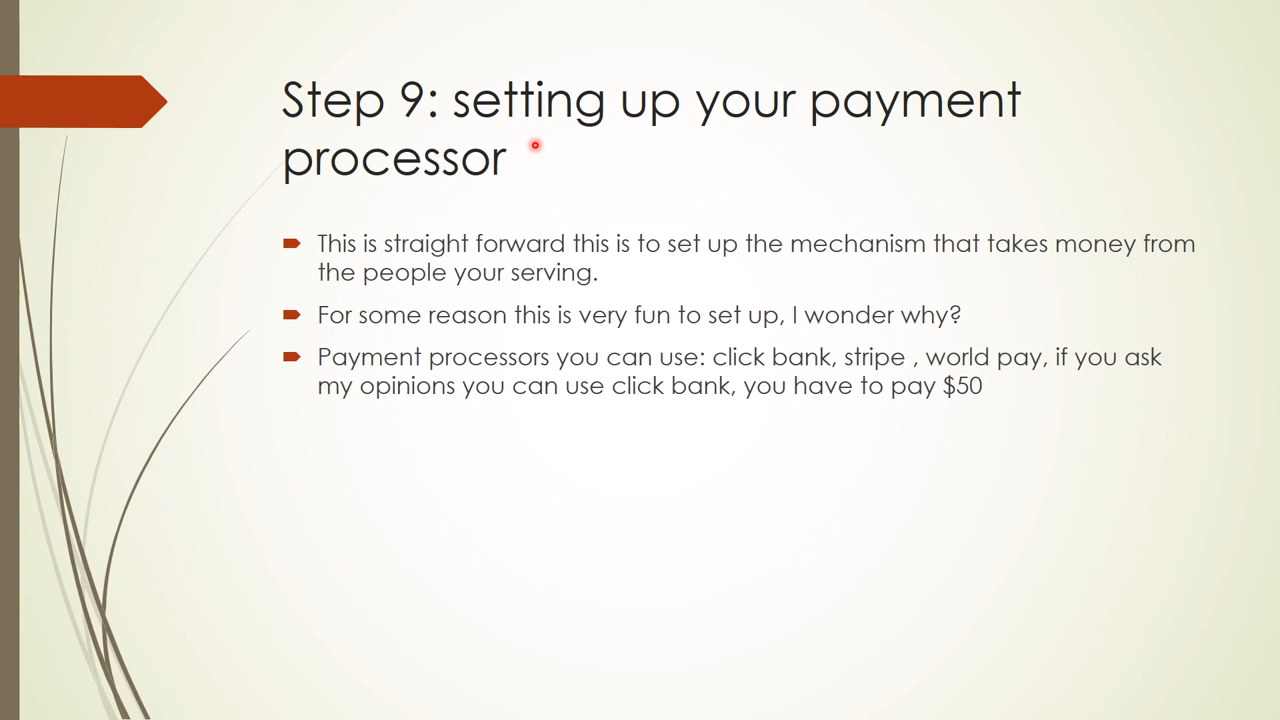 Step 9: setting up your payment
processor
This is straight forward this is to set up the mechanism that takes money from
the people your serving.
For some reason this is very fun to set up, I wonder why?
Payment processors you can use: click bank, stripe , world pay, if you ask
my opinions you can use click bank, you have to pay $50